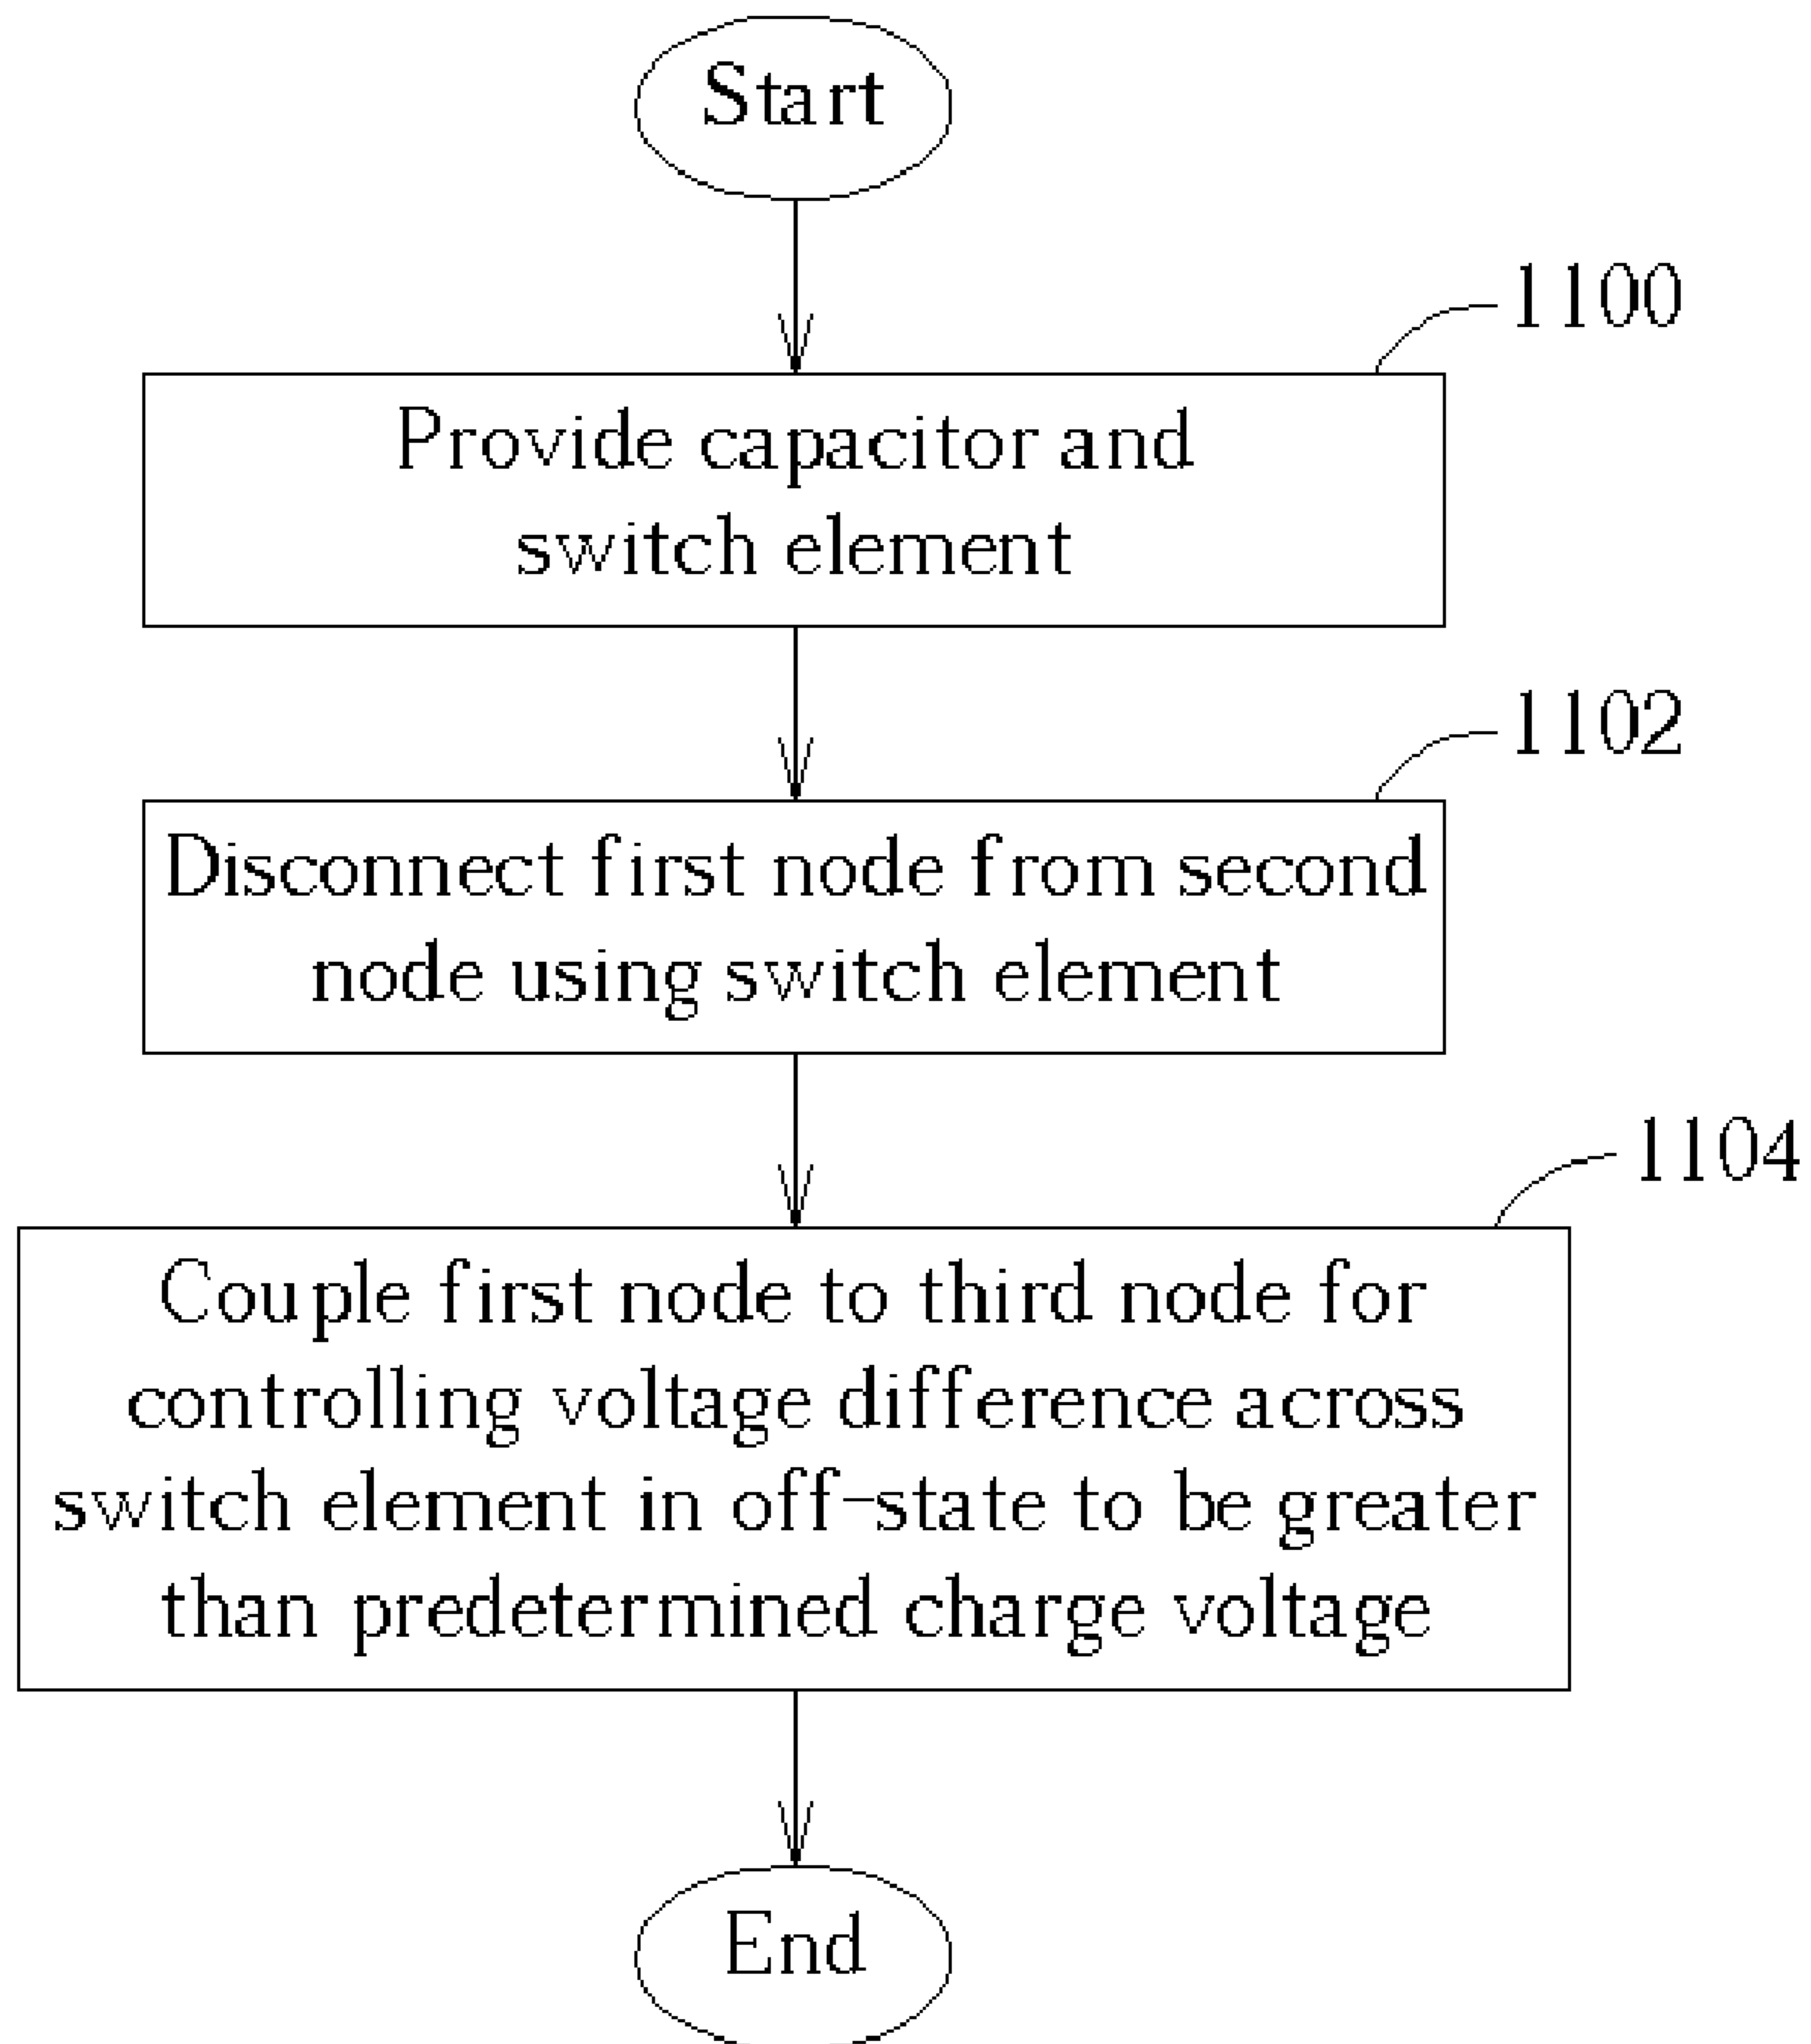 Start
1100
Provide capacitor and
switch element
1102
Disconnect first node from second
node using switch element
1104
Couple first node to third node for
controlling voltage difference across
switch element in off-state to be greater
than predetermined charge voltage
End